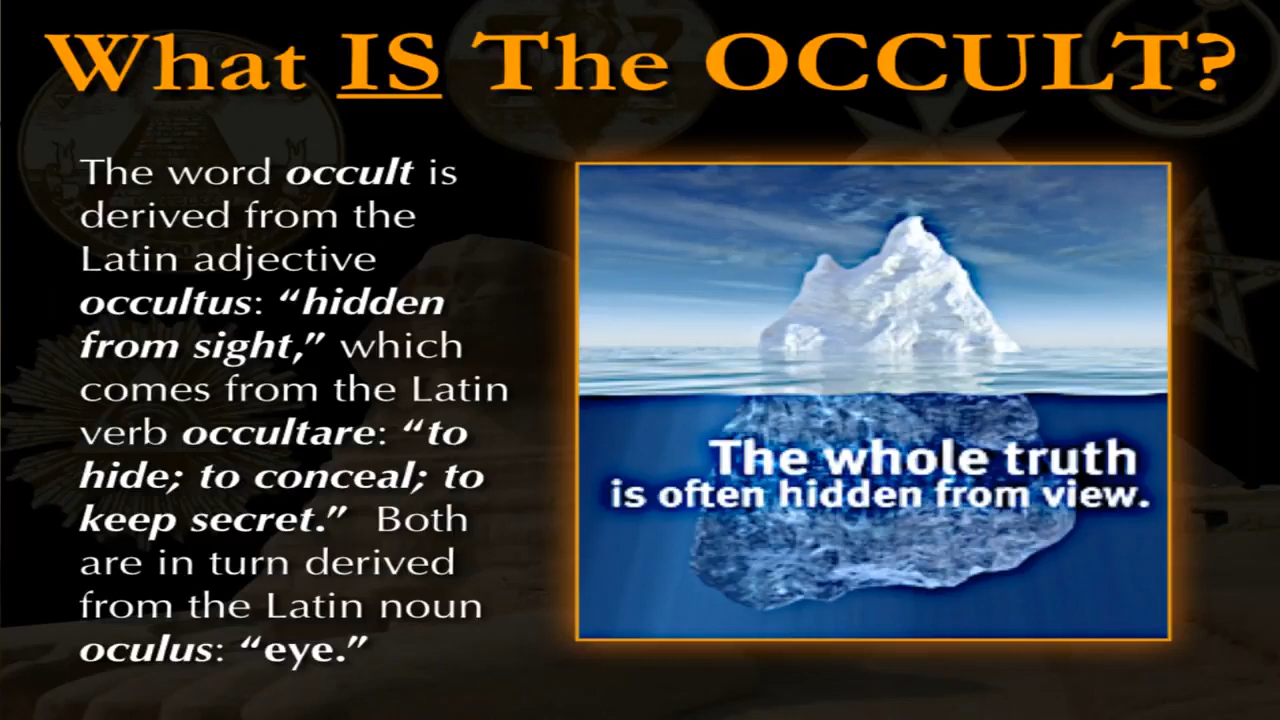 What IS The OCCULT?
The word occult is
derived from the
Latin adjective
occultus: “hidden
from sight,” which
comes from the Latin
verb occultare: “to
hide; to conceal; to
keep secret.” Both
are in turn derived
from the Latin noun
oculus: “eye.”
The whole truth
is often hidden from view.